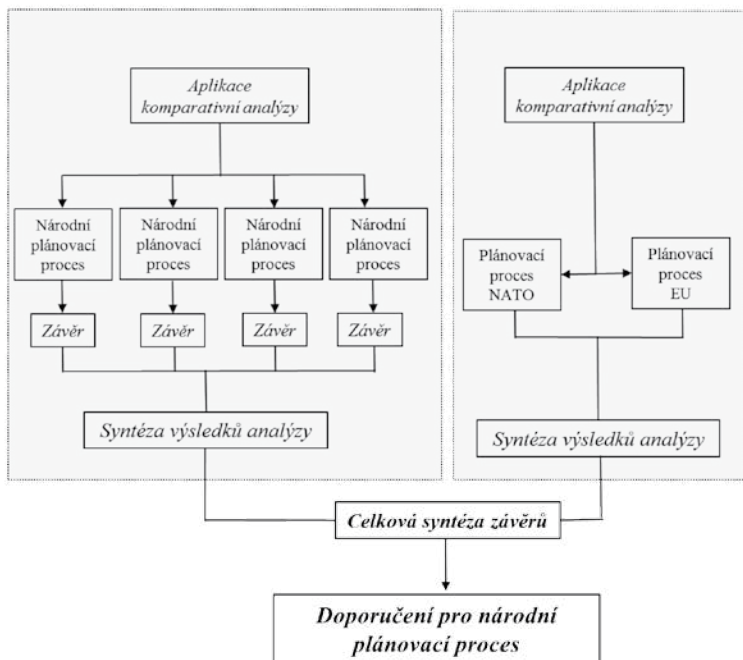 Aplikace
komparativní analýzy
Národní
plánovací
proces
Národní
plánovací
proces
Národní
plánovací
proces
Národní
plánovací
proces
Závěr
Závěr
Závěr
Závěr
Syntéza výsledků analýzy
Aplikace
komparativní analýzy
Plánovací
proces
NATO
Plánovací
proces
EU
Syntéza výsledků analýzy
Celková syntéza závěrů
Doporučení pro národní
plánovací proces